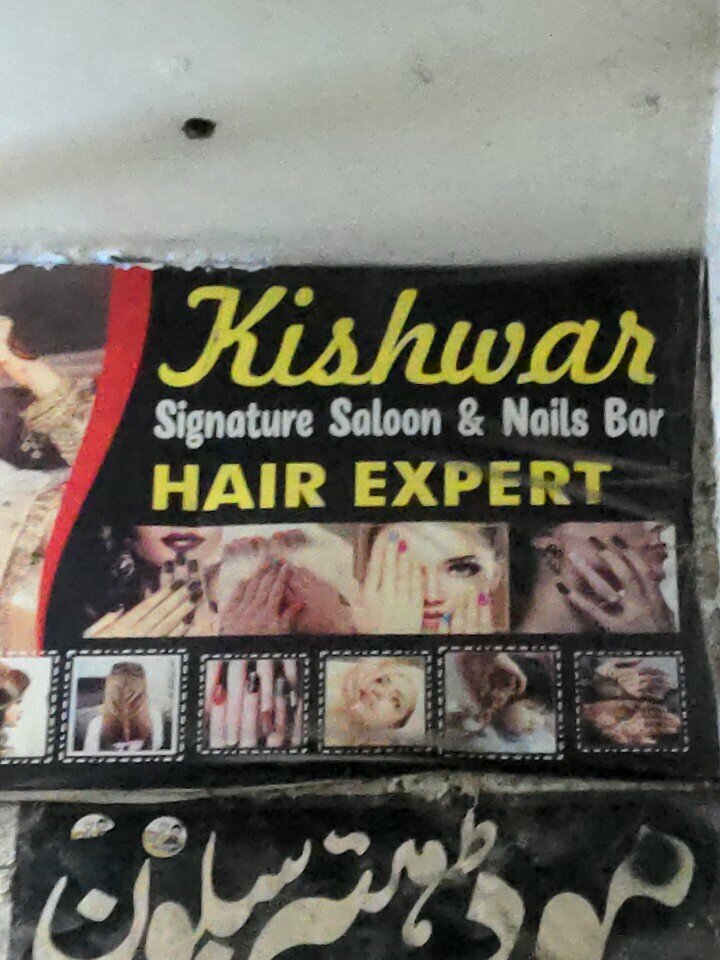 Kishwar
Signature Saloon & Nails Bar
HAIR EXPERT
سیلون